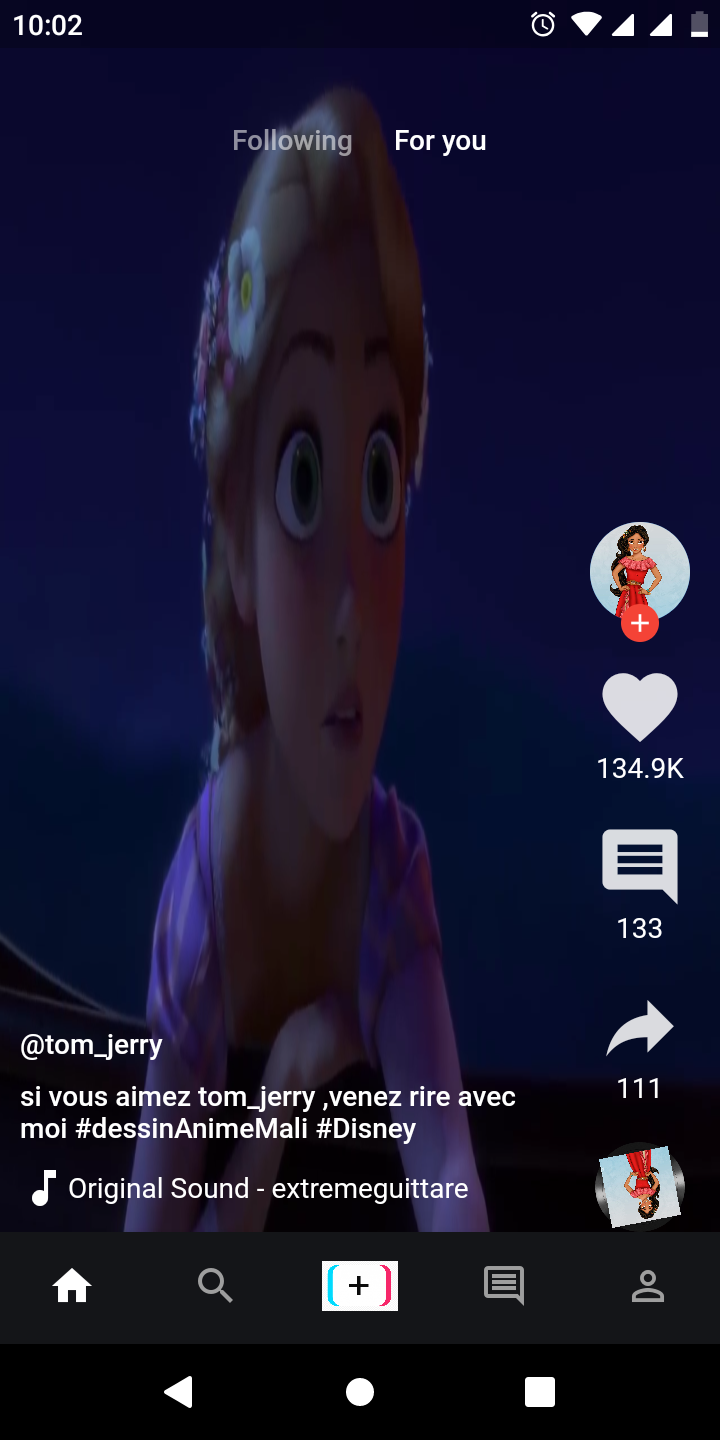 10:02
Following For you
134.9K
133
111
@tom_jerry
si vous aimez tom_jerry ,venez rire avec
moi #dessinAnimeMali #Disney
Original Sound - extremeguittare